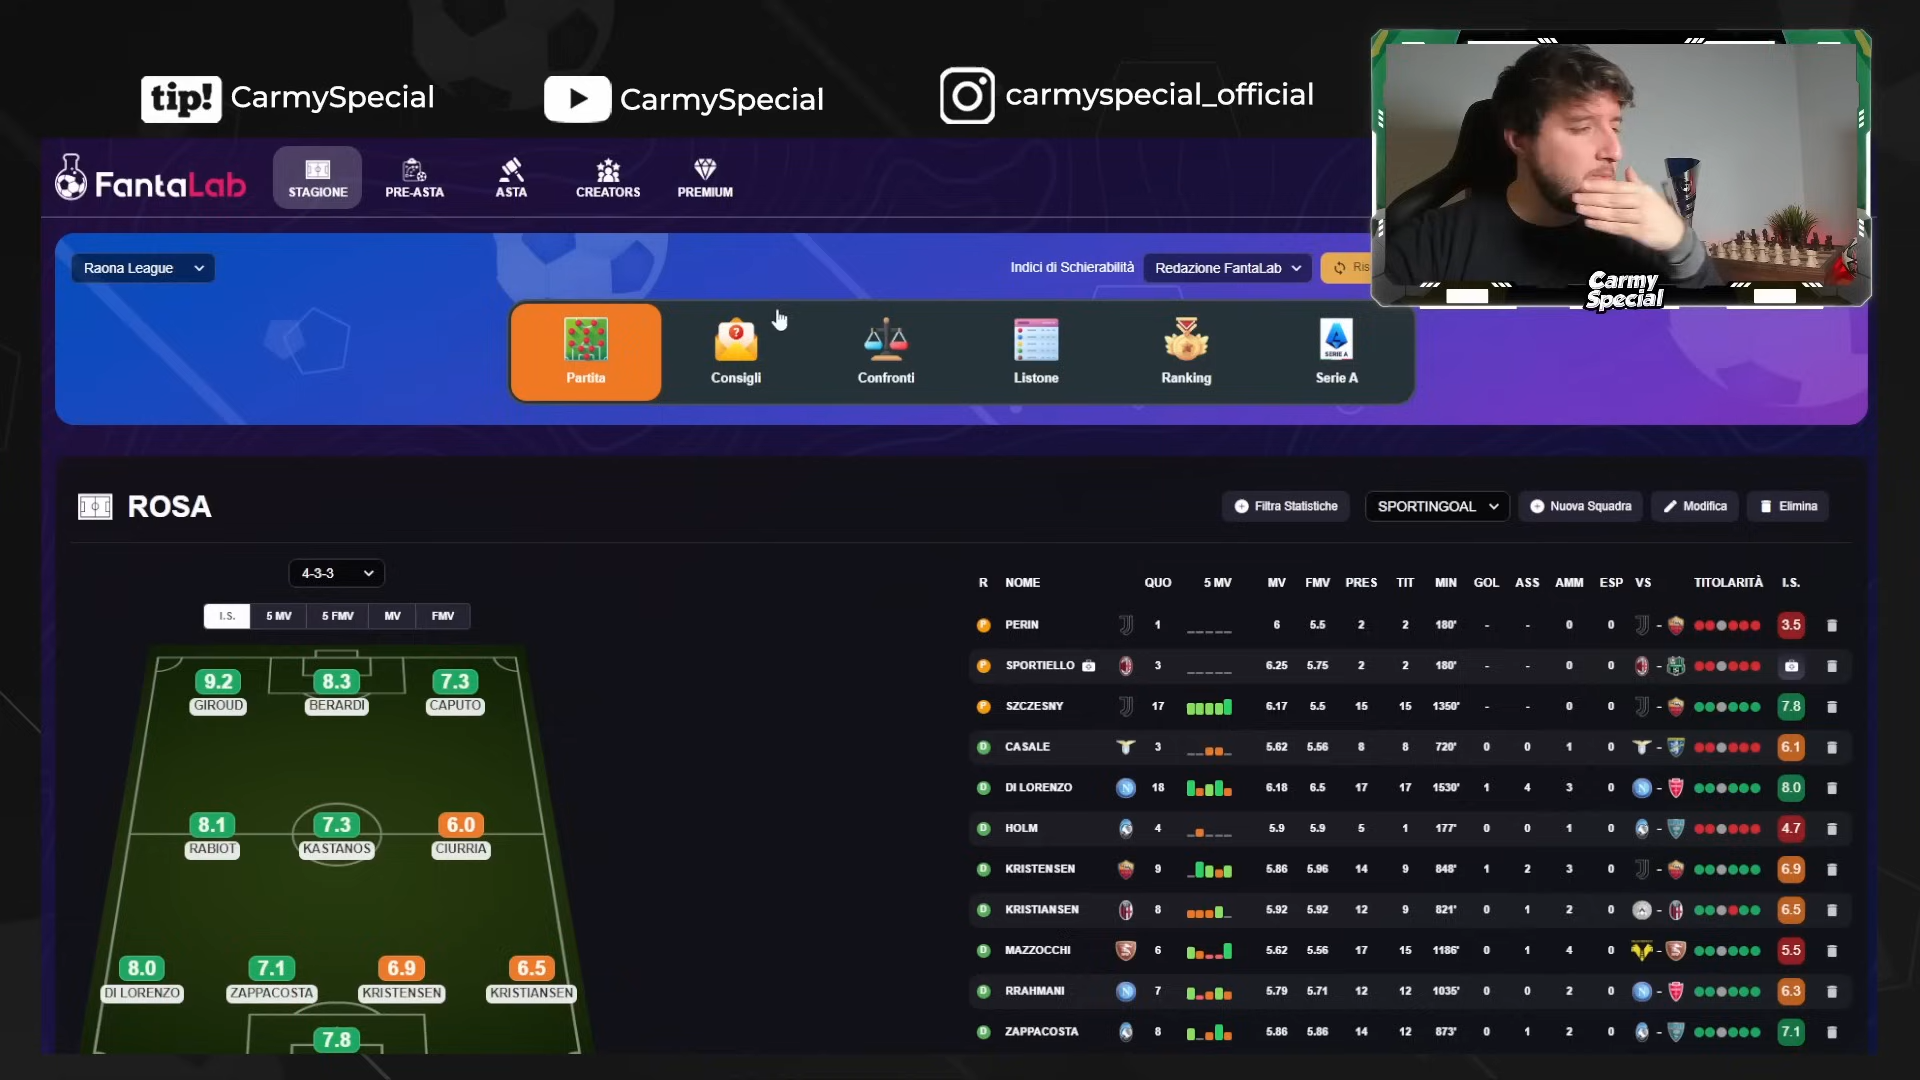 tip! CarmySpecial
CarmySpecial
carmyspecial_official
Carmy
Special
FantaLab
STAGIONE
PRE-ASTA
ASTA
CREATORS
PREMIUM
Raona League
Indici di Schierabilità
Redazione FantaLab
Ris
Partita
Consigli
Confronti
Listone
Ranking
SERIE A
Serie A
ROSA
Filtra Statistiche
SPORTINGOAL
Nuova Squadra
Modifica
Elimina
4-3-3
I.S. 5 MV 5 FMV MV FMV
9.2 8.3 7.3
GIROUD BERARDI CAPUTO
8.1 7.3 6.0
RABIOT KASTANOS CIURRIA
8.0 7.1 6.9 6.5
DI LORENZO ZAPPACOSTA KRISTENSEN KRISTIANSEN
7.8
R NOME QUO 5 MV MV FMV PRES TIT MIN GOL ASS AMM ESP VS TITOLARITÀ I.S.
P PERIN 1 6 5.5 2 2 180' - - 0 0 - 3.5
P SPORTIELLO 3 6.25 5.75 2 2 180' - - 0 0 -
P SZCZESNY 17 6.17 5.5 15 15 1350' - - 0 0 - 7.8
D CASALE 3 5.62 5.56 8 8 720' 0 0 1 0 - 6.1
D DI LORENZO 18 6.18 6.5 17 17 1530' 1 4 3 0 - 8.0
D HOLM 4 5.9 5.9 5 1 177' 0 0 1 0 - 4.7
D KRISTENSEN 9 5.86 5.96 14 9 848' 1 2 3 0 - 6.9
D KRISTIANSEN 8 5.92 5.92 12 9 821' 0 1 2 0 - 6.5
D MAZZOCCHI 6 5.62 5.56 17 15 1186' 0 1 4 0 - 5.5
D RRAHMANI 7 5.79 5.71 12 12 1035' 0 0 2 0 - 6.3
D ZAPPACOSTA 8 5.86 5.86 14 12 873' 0 1 2 0 - 7.1